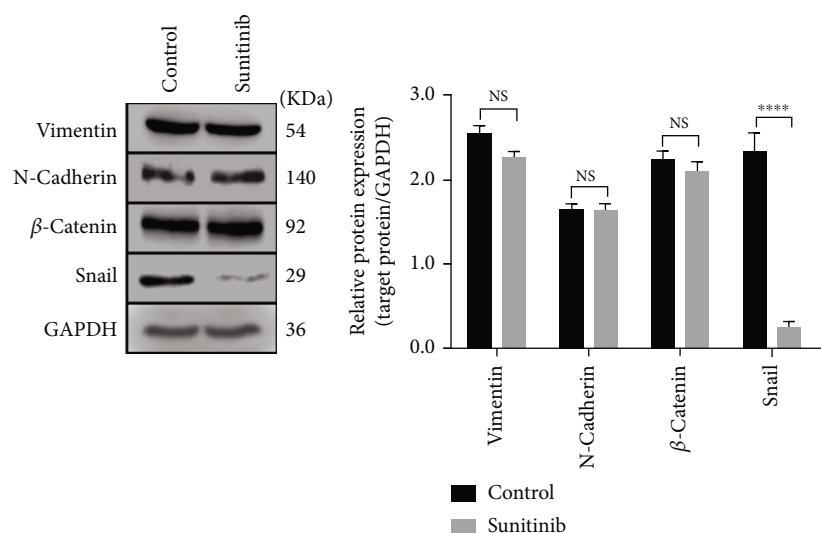 Control
Sunitinib
(KDa)
Vimentin
54
N-Cadherin
140
β-Catenin
92
Snail
29
GAPDH
36
Relative protein expression
(target protein/GAPDH)
3.0
2.0
1.0
0.0
NS
NS
NS
****
Vimentin
N-Cadherin
β-Catenin
Snail
Control
Sunitinib